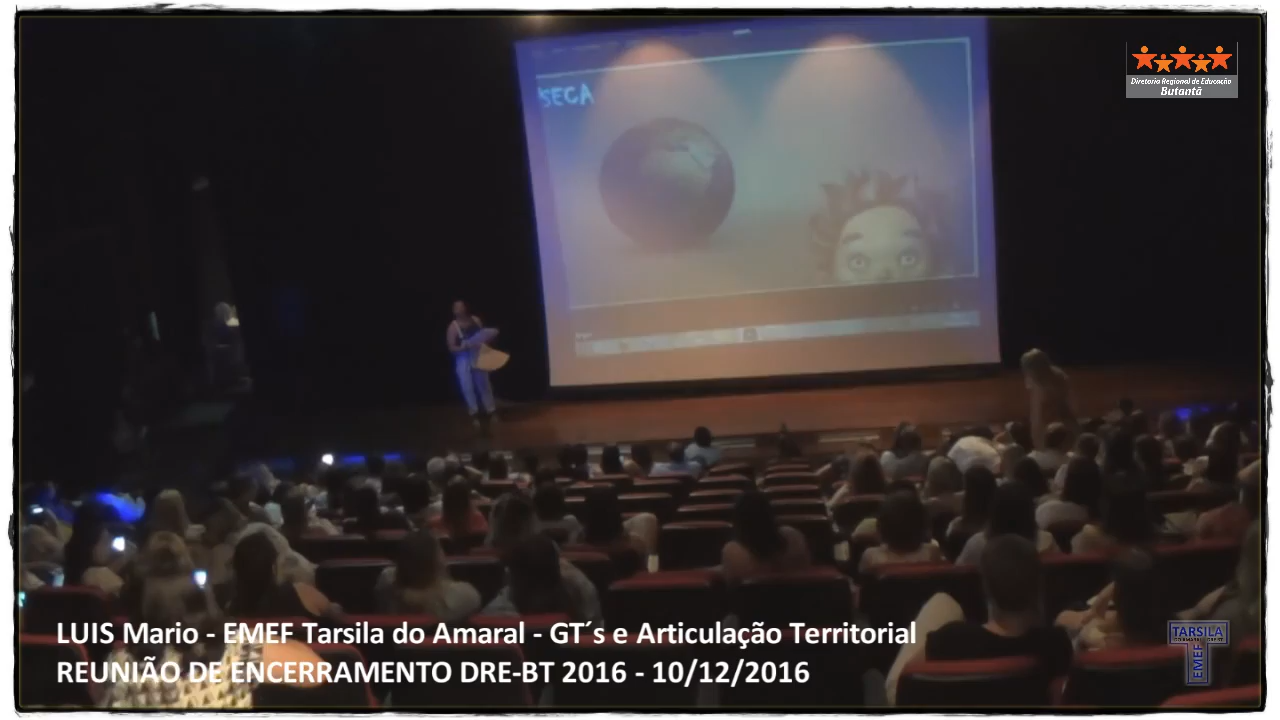 SECA
Diretoria Regional de Educação
Butantã
LUIS Mario - EMEF Tarsila do Amaral - GT´s e Articulação Territorial
REUNIÃO DE ENCERRAMENTO DRE-BT 2016 - 10/12/2016
TARSILA
EMEF